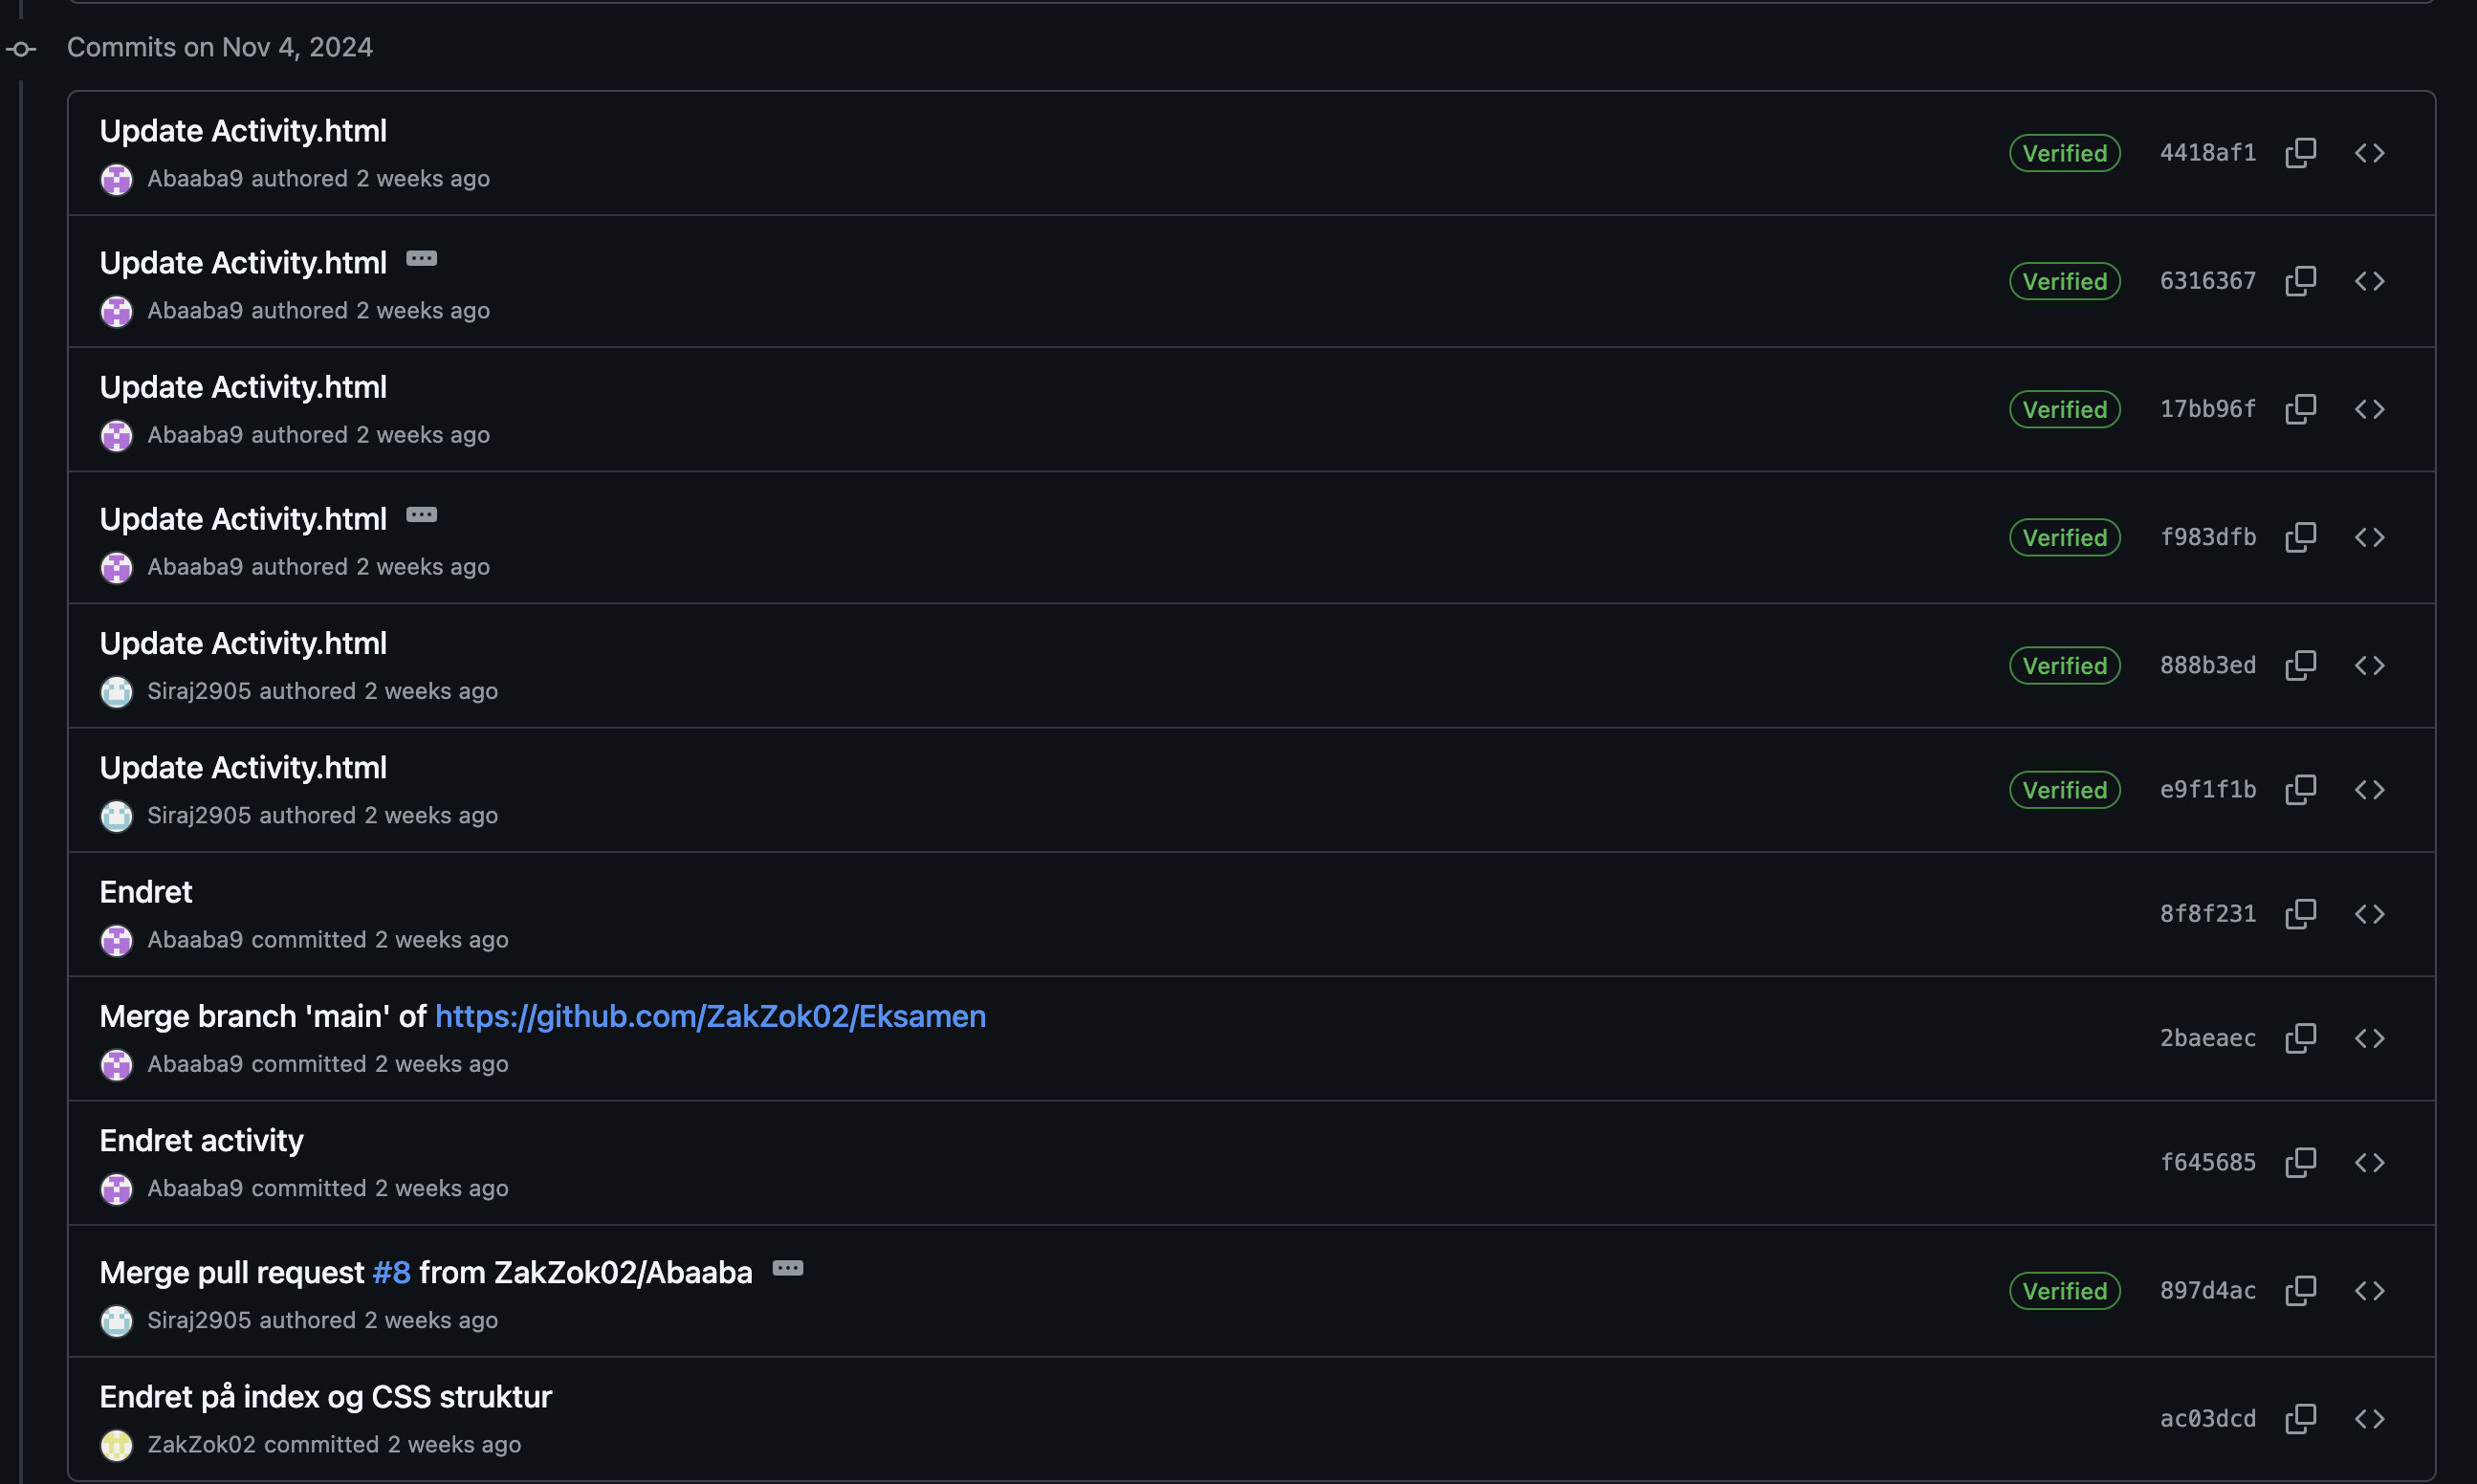 Commits on Nov 4, 2024
Update Activity.html
Abaaba9 authored 2 weeks ago
Verified 4418af1
Update Activity.html
Abaaba9 authored 2 weeks ago
Verified 6316367
Update Activity.html
Abaaba9 authored 2 weeks ago
Verified 17bb96f
Update Activity.html
Abaaba9 authored 2 weeks ago
Verified f983dfb
Update Activity.html
Siraj2905 authored 2 weeks ago
Verified 888b3ed
Update Activity.html
Siraj2905 authored 2 weeks ago
Verified e9f1f1b
Endret
Abaaba9 committed 2 weeks ago
8f8f231
Merge branch 'main' of https://github.com/ZakZok02/Eksamen
Abaaba9 committed 2 weeks ago
2baeaec
Endret activity
Abaaba9 committed 2 weeks ago
f645685
Merge pull request #8 from ZakZok02/Abaaba
Siraj2905 authored 2 weeks ago
Verified 897d4ac
Endret på index og CSS struktur
ZakZok02 committed 2 weeks ago
ac03dcd